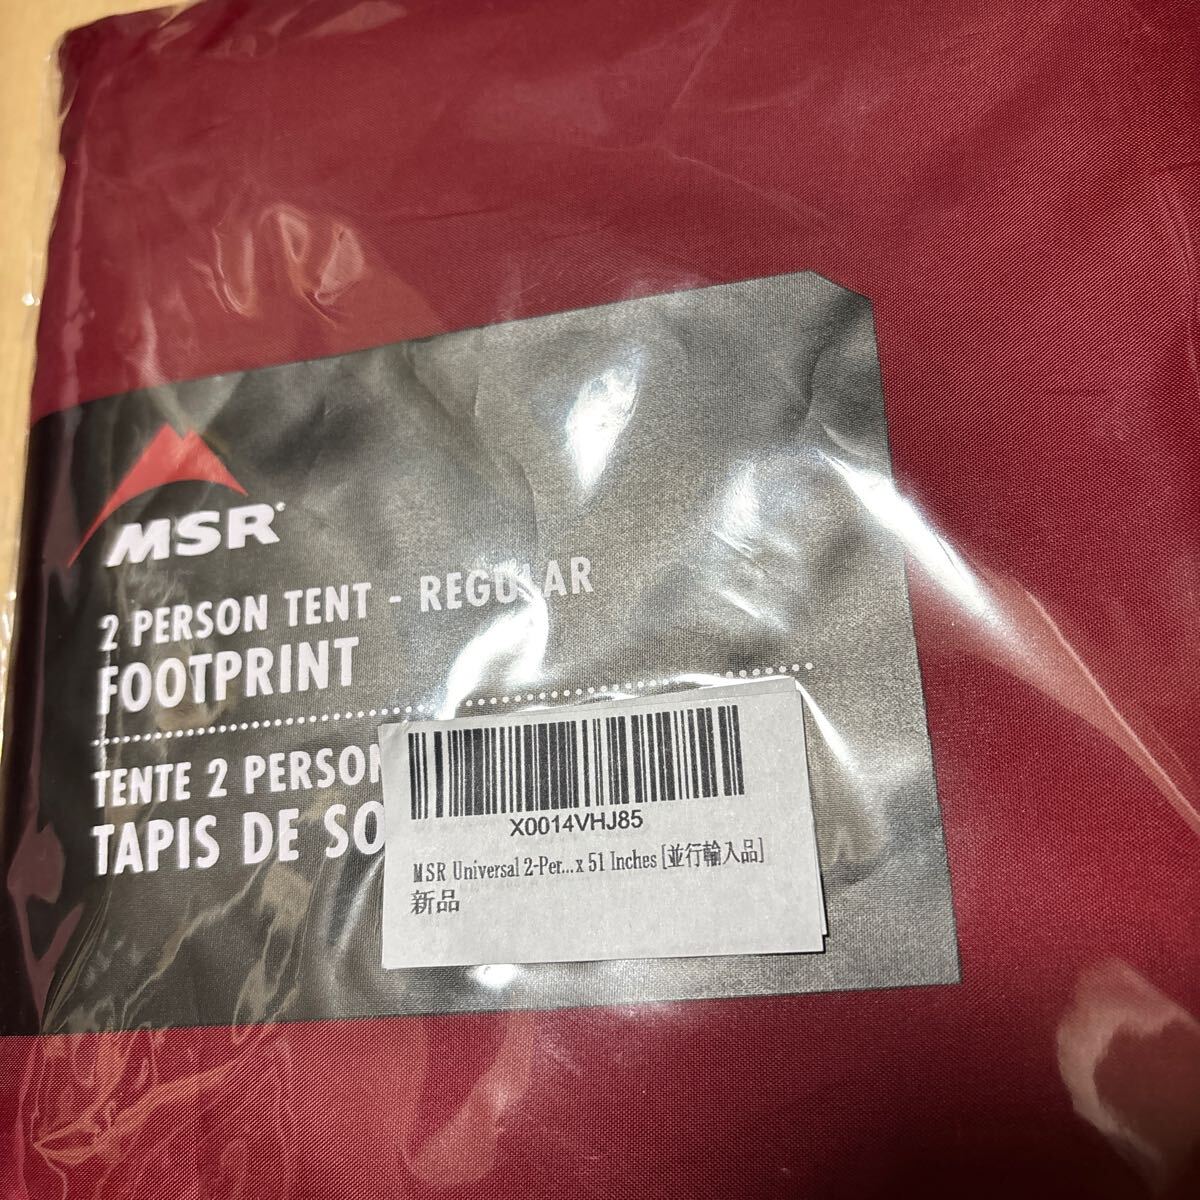 MSR
2 PERSON TENT - REGULAR
FOOTPRINT
TENTE 2 PERSON
TAPIS DE SO
X0014VHJ85
MSR Universal 2-Per...x 51 Inches [並行輸入品]
新品